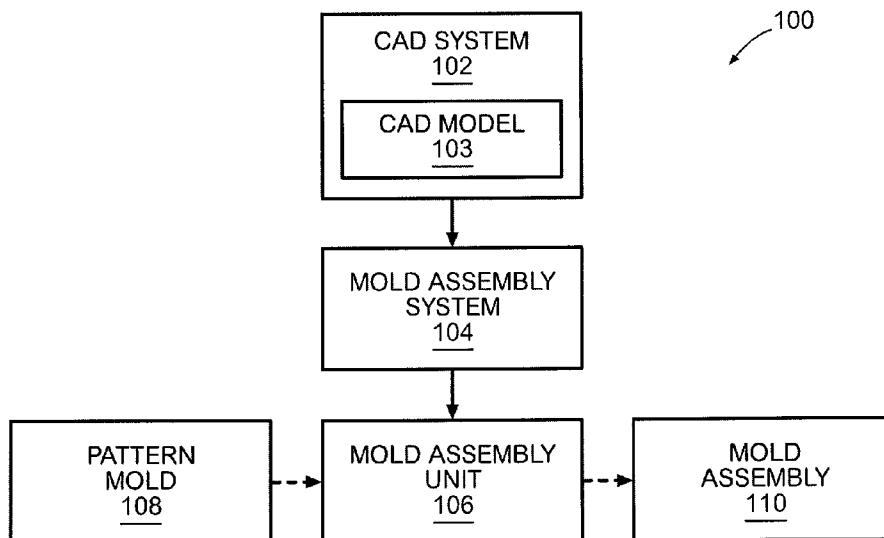 100
CAD SYSTEM
102
CAD MODEL
103
MOLD ASSEMBLY
SYSTEM
104
PATTERN
MOLD
108
MOLD ASSEMBLY
UNIT
106
MOLD
ASSEMBLY
110